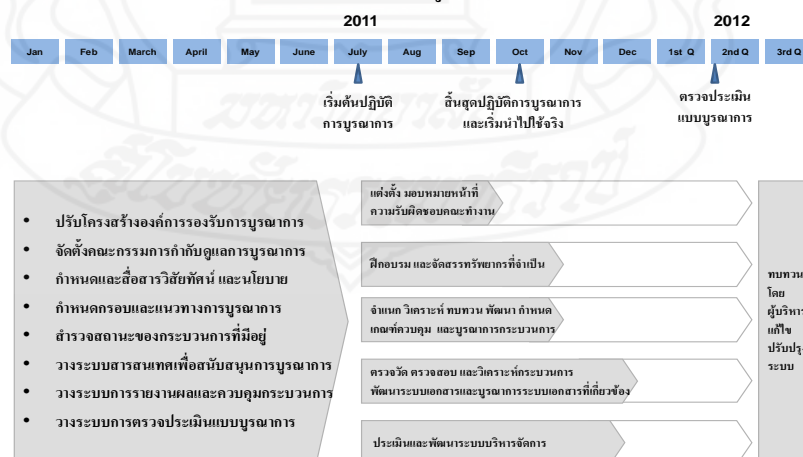 2011
2012
Jan Feb March April May June July Aug Sep Oct Nov Dec 1st Q 2nd Q 3rd Q
เริ่มต้นปฏิบัติ
การบูรณาการ
สิ้นสุดปฏิบัติการบูรณาการ
และเริ่มนำไปใช้จริง
ตรวจประเมิน
แบบบูรณาการ
• ปรับโครงสร้างองค์การรองรับการบูรณาการ
• จัดตั้งคณะกรรมการกำกับดูแลการบูรณาการ
• กำหนดและสื่อสารวิสัยทัศน์ และนโยบาย
• กำหนดกรอบและแนวทางการบูรณาการ
• สำรวจสถานะของกระบวนการที่มีอยู่
• วางระบบสารสนเทศเพื่อสนับสนุนการบูรณาการ
• วางระบบการรายงานผลและควบคุมกระบวนการ
• วางระบบการตรวจประเมินแบบบูรณาการ
แต่งตั้ง มอบหมายหน้าที่
ความรับผิดชอบคณะทำงาน
ฝึกอบรม และจัดสรรทรัพยากรที่จำเป็น
จำแนก วิเคราะห์ ทบทวน พัฒนา กำหนด
เกณฑ์ควบคุม และบูรณาการกระบวนการ
ตรวจวัด ตรวจสอบ และวิเคราะห์กระบวนการ
พัฒนาระบบเอกสารและบูรณาการระบบเอกสารที่เกี่ยวข้อง
ประเมินและพัฒนาระบบบริหารจัดการ
ทบทวน
โดย
ผู้บริหาร
แก้ไข
ปรับปรุง
ระบบ